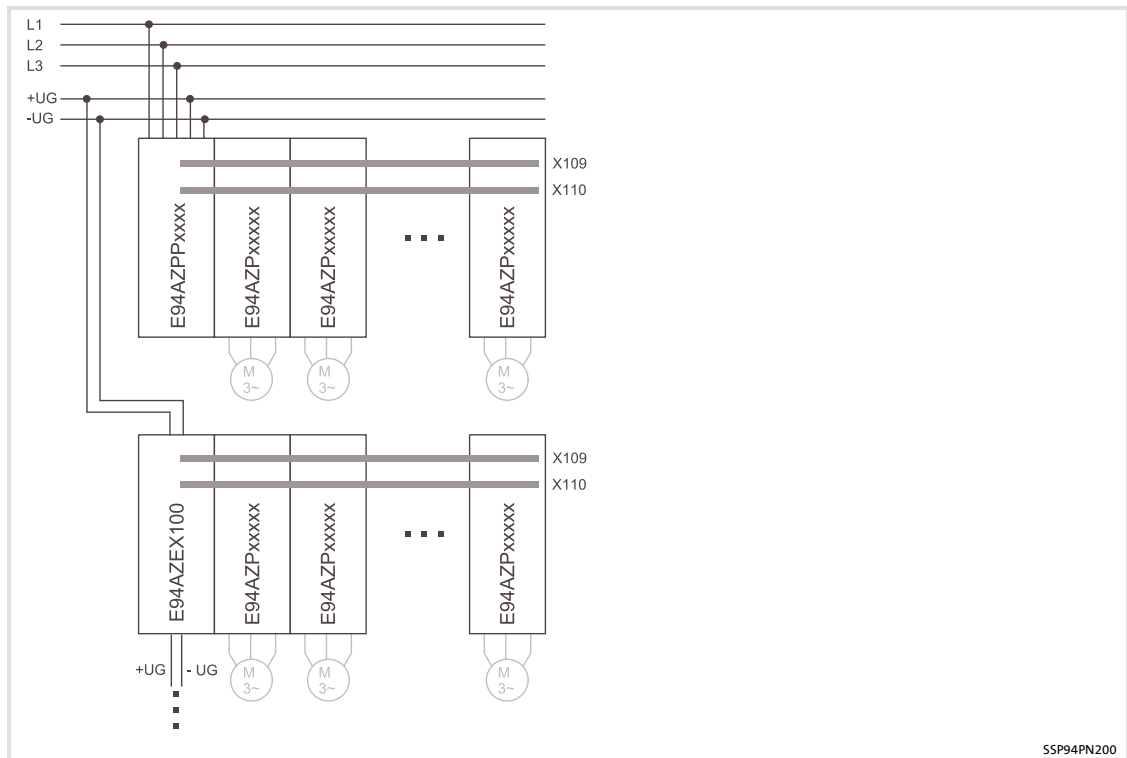 L1
L2
L3
+UG
-UG
X109
X110
E94AZPPxxxx
E94AZPxxxxx
E94AZPxxxxx
E94AZPxxxxx
M
3~
M
3~
M
3~
X109
X110
E94AZEX100
E94AZPxxxxx
E94AZPxxxxx
E94AZPxxxxx
+UG
- UG
M
3~
M
3~
M
3~
SSP94PN200